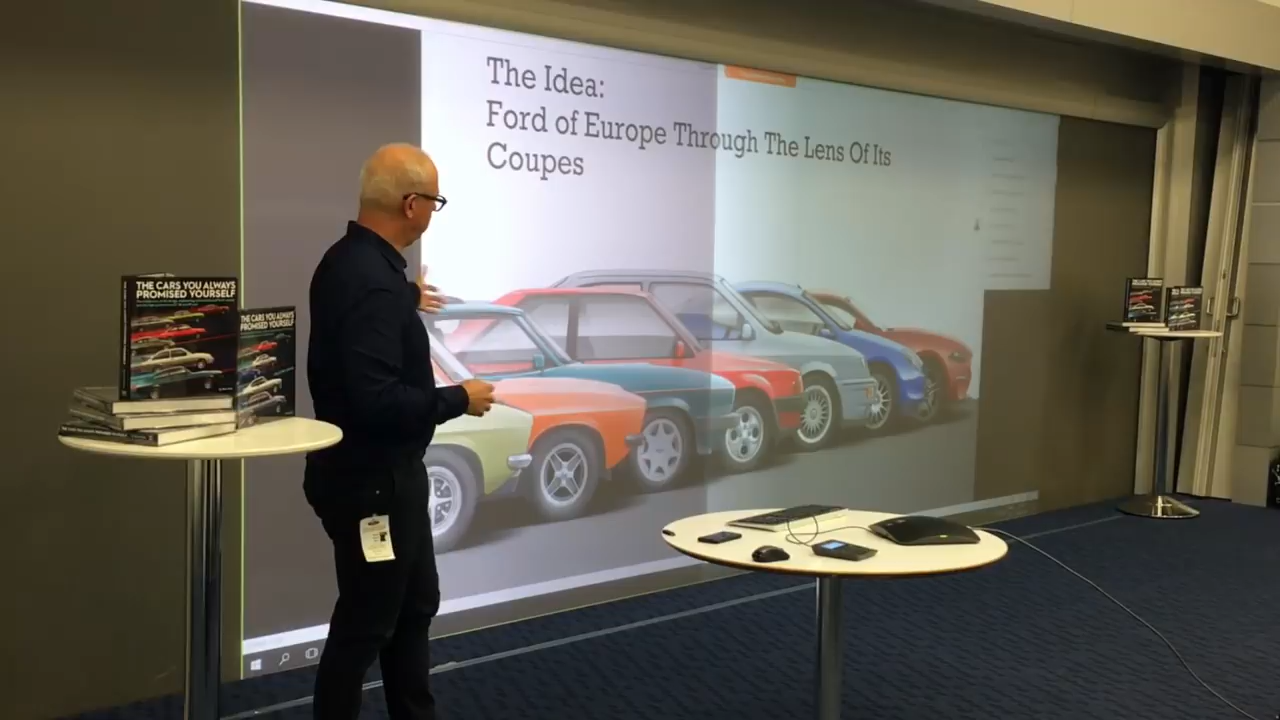 The Idea:
Ford of Europe Through The Lens Of Its
Coupes
THE CARS YOU ALWAYS
PROMISED YOURSELF
THE CARS YOU ALWAYS
PROMISED YOURSELF